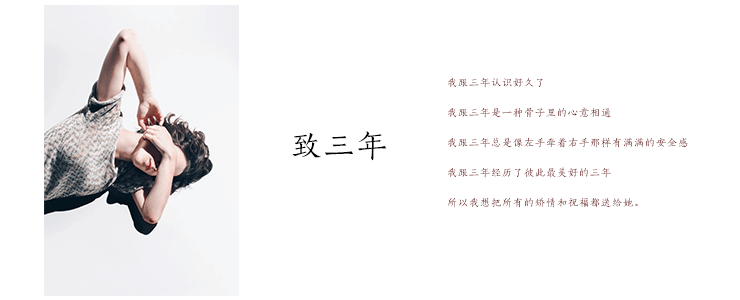 致三年
我跟三年认识好久了
我跟三年是一种骨子里的心意相通
我跟三年总是像左手牵着右手那样有满满的安全感
我跟三年经历了彼此最美好的三年
所以我想把所有的矫情和祝福都送给她。